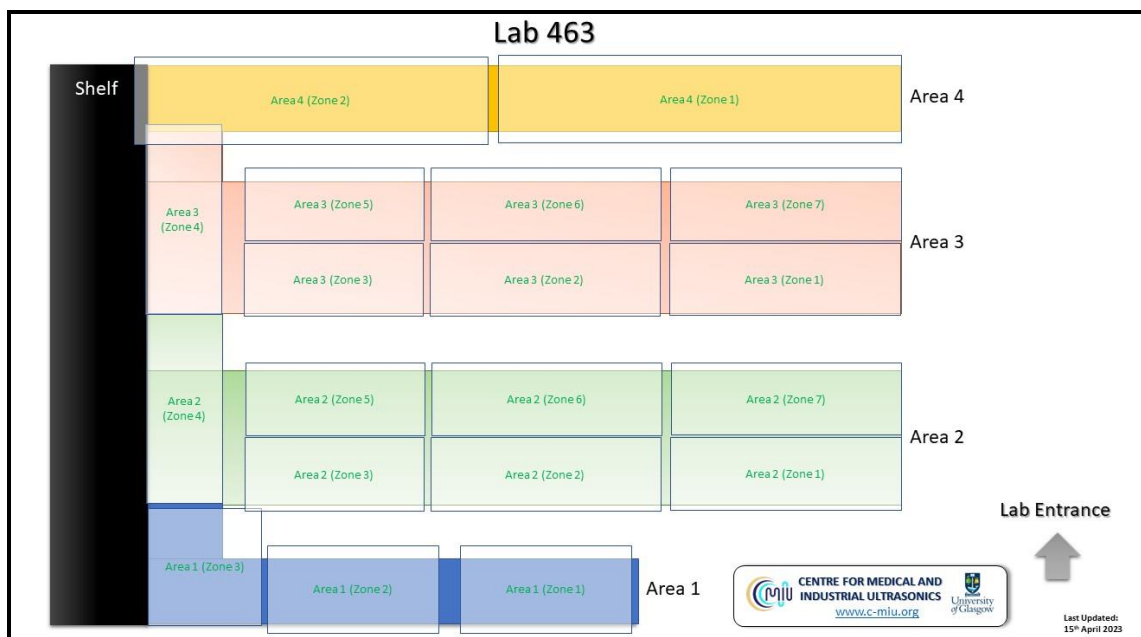 Lab 463
Shelf
Area 4 (Zone 2)
Area 4 (Zone 1)
Area 4
Area 3
(Zone 4)
Area 3 (Zone 5)
Area 3 (Zone 6)
Area 3 (Zone 7)
Area 3 (Zone 3)
Area 3 (Zone 2)
Area 3 (Zone 1)
Area 3
Area 2
(Zone 4)
Area 2 (Zone 5)
Area 2 (Zone 6)
Area 2 (Zone 7)
Area 2 (Zone 3)
Area 2 (Zone 2)
Area 2 (Zone 1)
Area 2
Lab Entrance
Area 1 (Zone 3)
Area 1 (Zone 2)
Area 1 (Zone 1)
Area 1
CMIU
CENTRE FOR MEDICAL AND
INDUSTRIAL ULTRASONICS
www.c-miu.org
University
of Glasgow
Last Updated:
15th April 2023